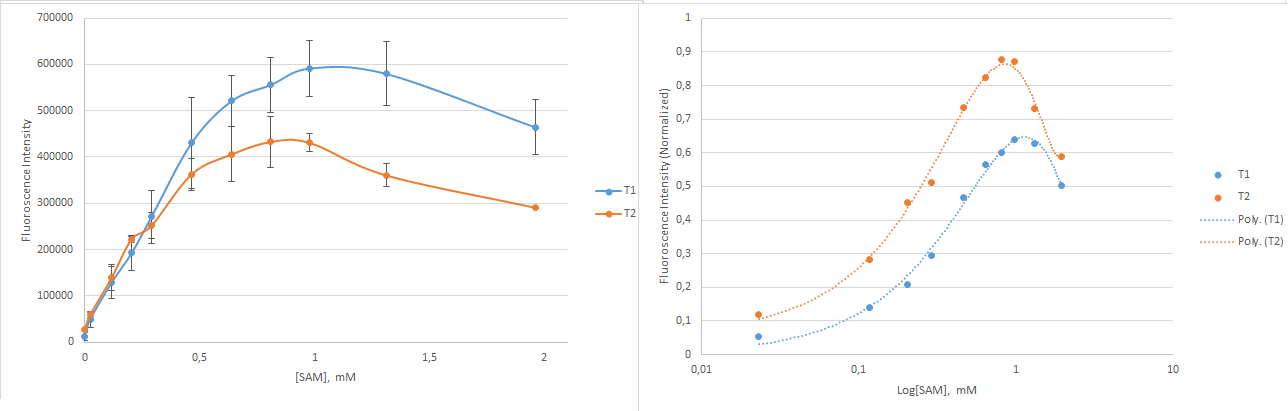 700000
600000
500000
400000
300000
200000
100000
0
Fluoroscence Intensity
0
0,5
1
1,5
2
[SAM], mM
T1
T2
1
0,9
0,8
0,7
0,6
0,5
0,4
0,3
0,2
0,1
0
Fluoroscence Intensity (Normalized)
0,01
0,1
1
10
Log[SAM], mM
T1
T2
Poly. (T1)
Poly. (T2)